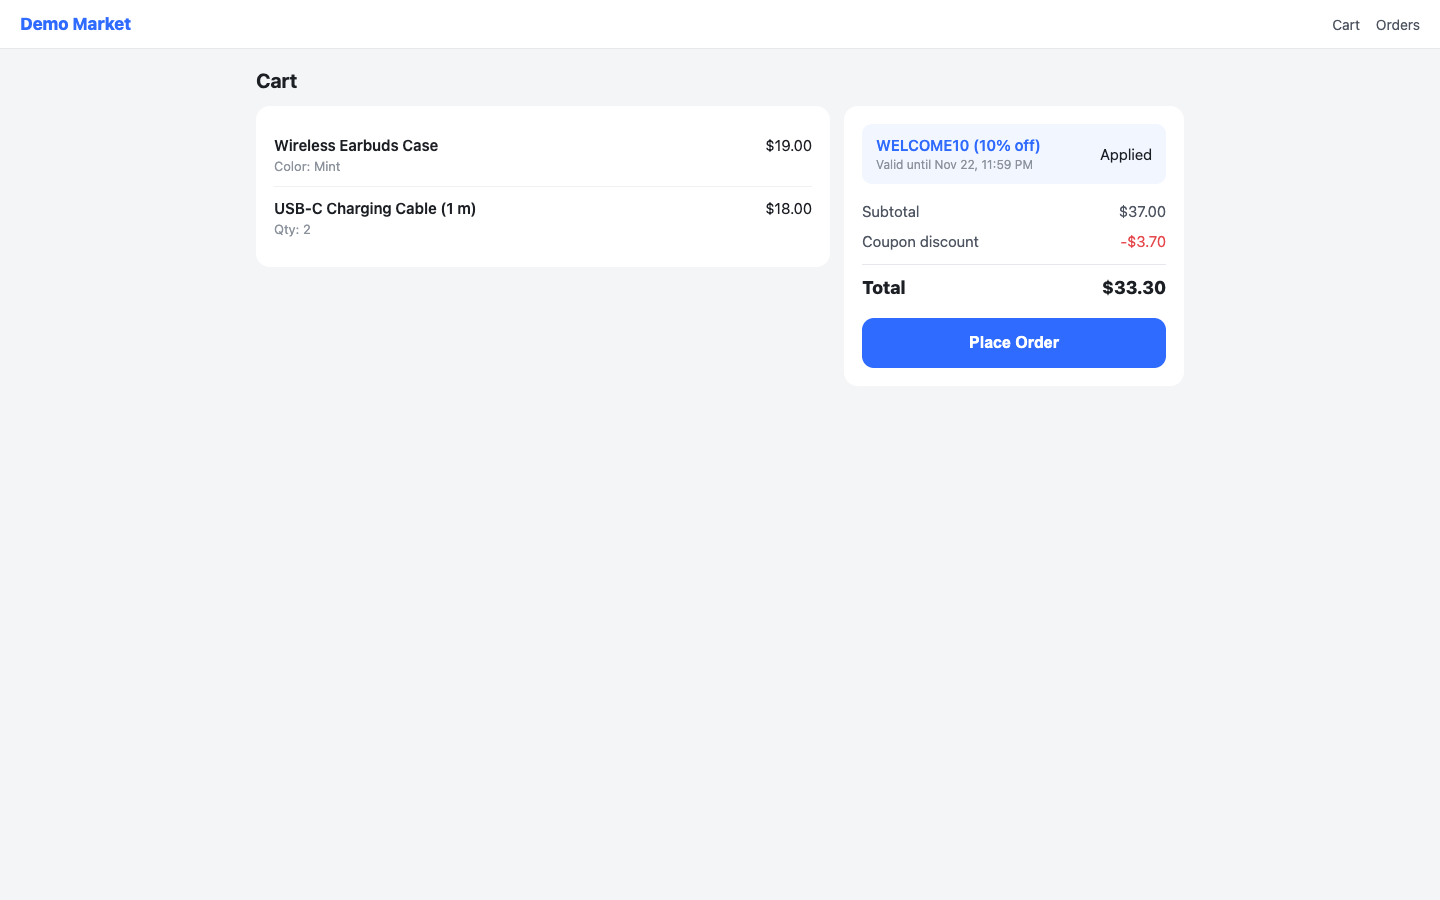 Demo Market
Cart Orders
Cart
Wireless Earbuds Case $19.00
Color: Mint
USB-C Charging Cable (1 m) $18.00
Qty: 2
WELCOME10 (10% off)
Valid until Nov 22, 11:59 PM
Applied
Subtotal $37.00
Coupon discount -$3.70
Total $33.30
Place Order